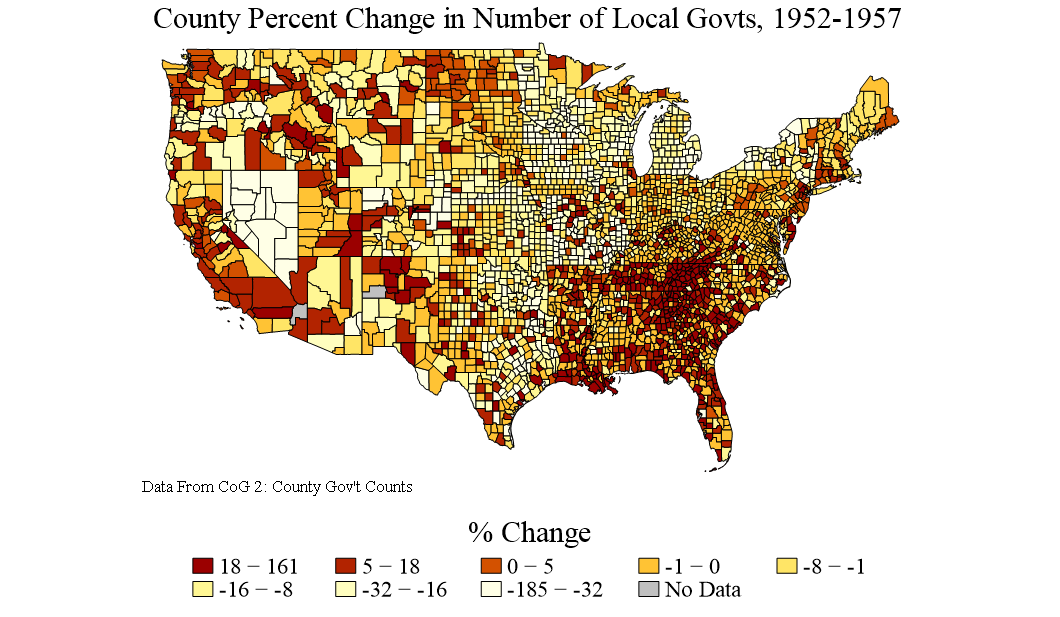 County Percent Change in Number of Local Govts, 1952-1957
Data From CoG 2: County Gov't Counts
% Change
18 − 161 5 − 18 0 − 5 -1 − 0 -8 − -1
-16 − -8 -32 − -16 -185 − -32 No Data